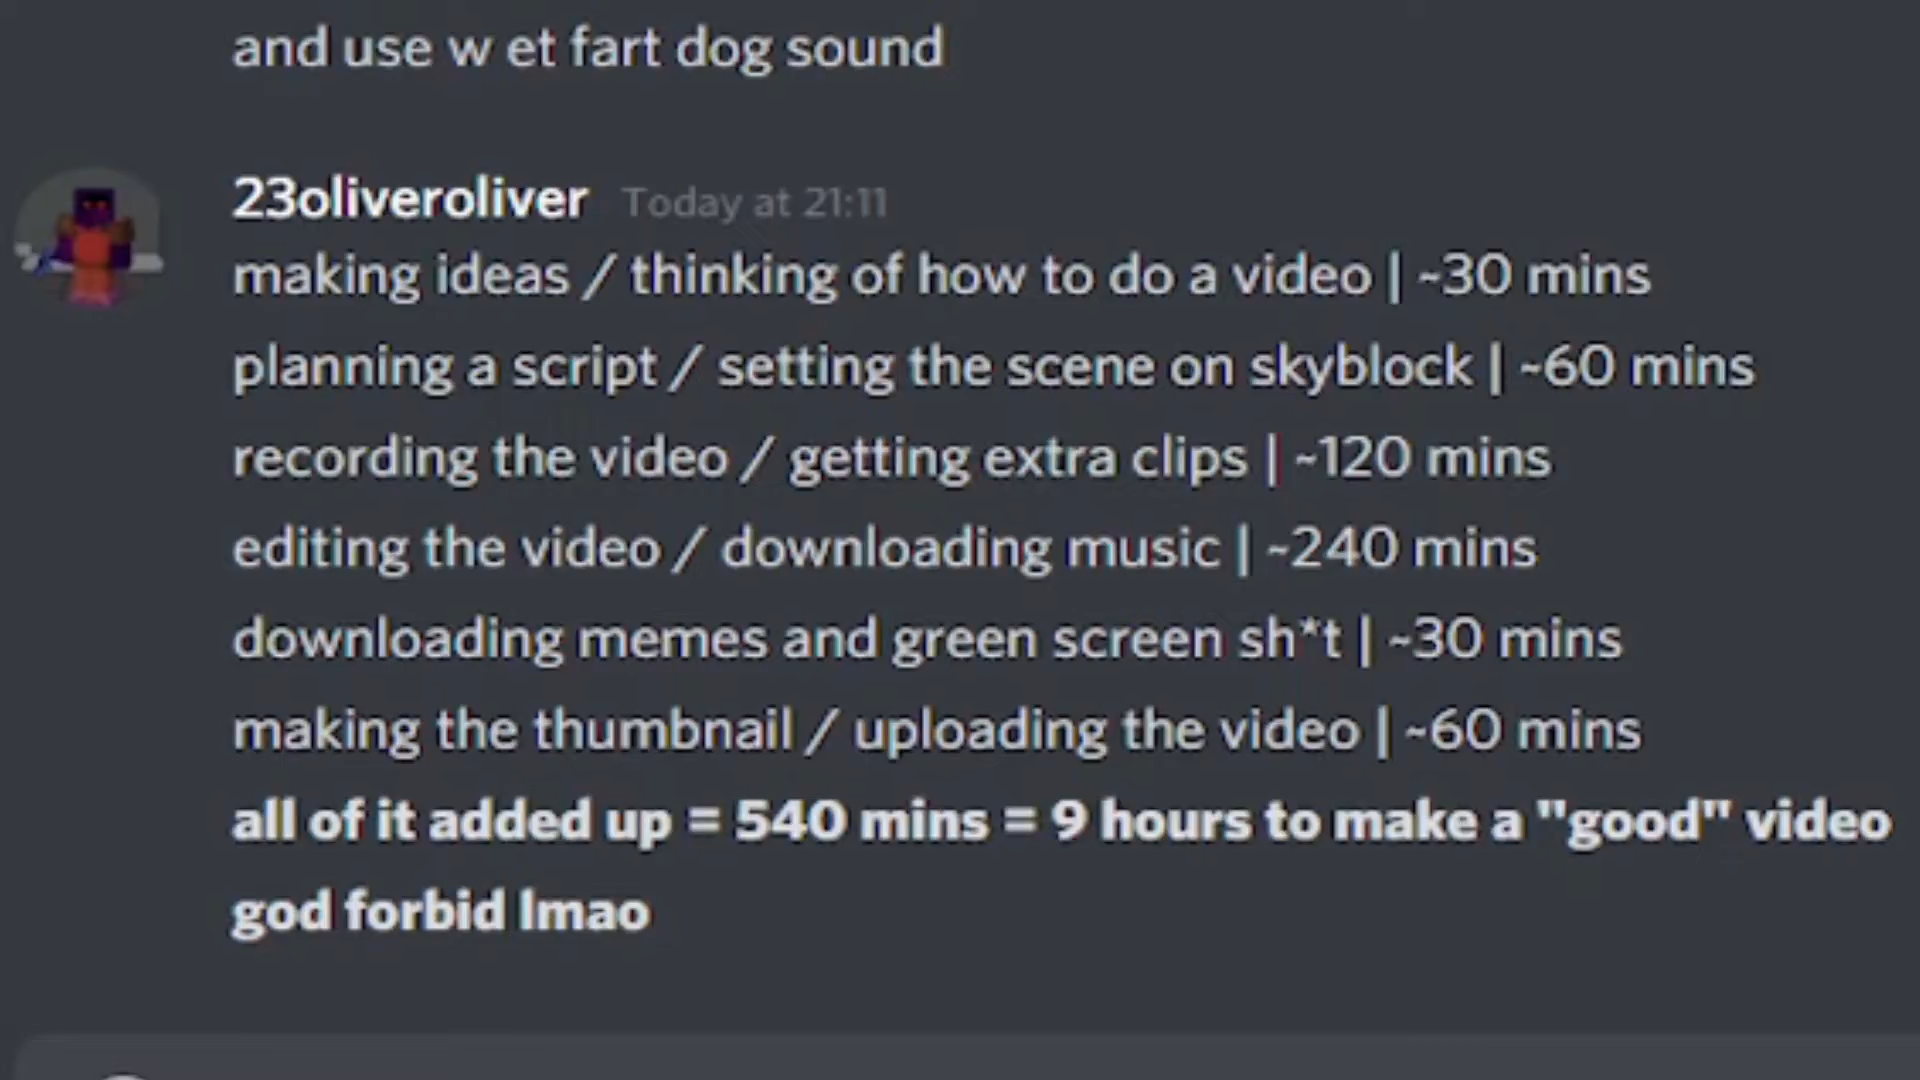 and use w et fart dog sound
23oliveroliver Today at 21:11
making ideas / thinking of how to do a video | ~30 mins
planning a script / setting the scene on skyblock | ~60 mins
recording the video / getting extra clips | ~120 mins
editing the video / downloading music | ~240 mins
downloading memes and green screen sh*t | ~30 mins
making the thumbnail / uploading the video | ~60 mins
all of it added up = 540 mins = 9 hours to make a "good" video
god forbid lmao